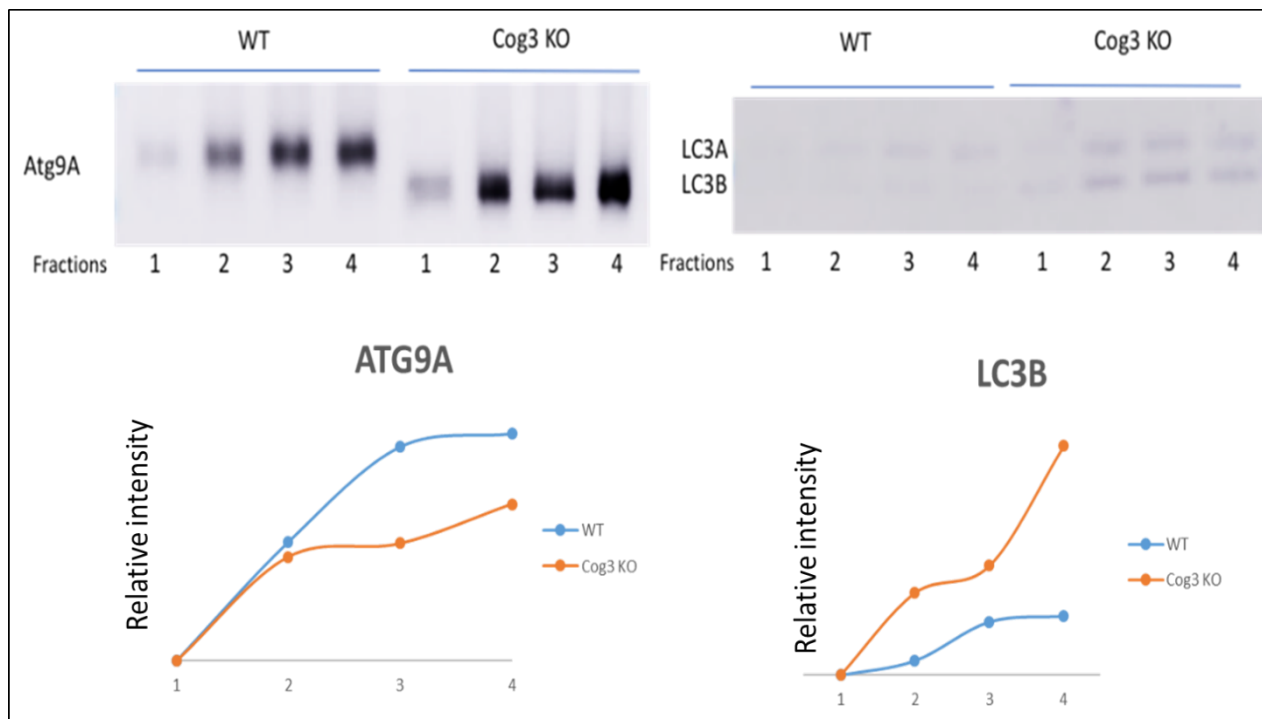 WT Cog3 KO
Atg9A
Fractions 1 2 3 4 1 2 3 4
WT Cog3 KO
LC3A
LC3B
Fractions 1 2 3 4 1 2 3 4
ATG9A
Relative intensity
WT
Cog3 KO
1 2 3 4
LC3B
Relative intensity
WT
Cog3 KO
1 2 3 4